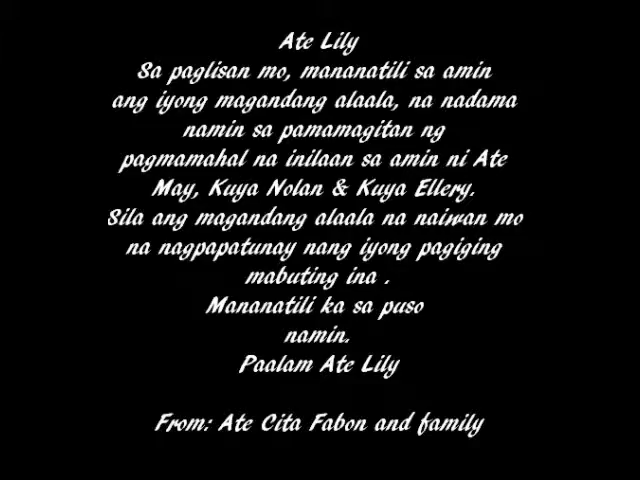 Ate Lily
Sa paglisan mo, mananatili sa amin
ang iyong magandang alaala, na nadama
namin sa pamamagitan ng
pagmamahal na inilaan sa amin ni Ate
May, Kuya Nolan & Kuya Ellery.
Sila ang magandang alaala na naiwan mo
na nagpapatunay nang iyong pagiging
mabuting ina .
Mananatili ka sa puso
namin.
Paalam Ate Lily
From: Ate Cita Fabon and family